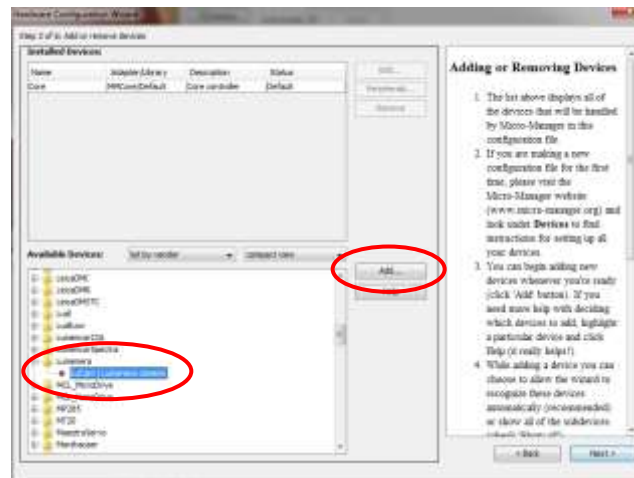 Hardware Configuration Wizard
Step 2 of 6: Add or remove devices
Installed Devices:
Name Adapter/Library Description Status
Core MMCore/Default Core controller Default
Edit...
Peripherals...
Remove
Available Devices: list by vendor compact view
Add...
Help
LeicaDMI
LeicaDMR
LeicaDMSTC
Ludl
LumencorCIA
LumencorSpectra
Lumenera
MCL_MicroDrive
MP285
MT20
MaestroServo
Marzhauser
Adding or Removing Devices
1. The list above displays all of
the devices that will be handled
by Micro-Manager in this
configuration file.
2. If you are making a new
configuration file for the first
time, please visit the
Micro-Manager website
(www.micro-manager.org) and
look under Devices to find
instructions for setting up all
your devices.
3. You can begin adding new
devices whenever you're ready
(click 'Add' button). If you
need more help with deciding
which devices to add, highlight
a particular device and click
Help (it really helps!).
4. While adding a device you can
choose to allow the wizard to
recognize these devices
automatically (recommended)
or show all of the subdevices
< Back
Next >